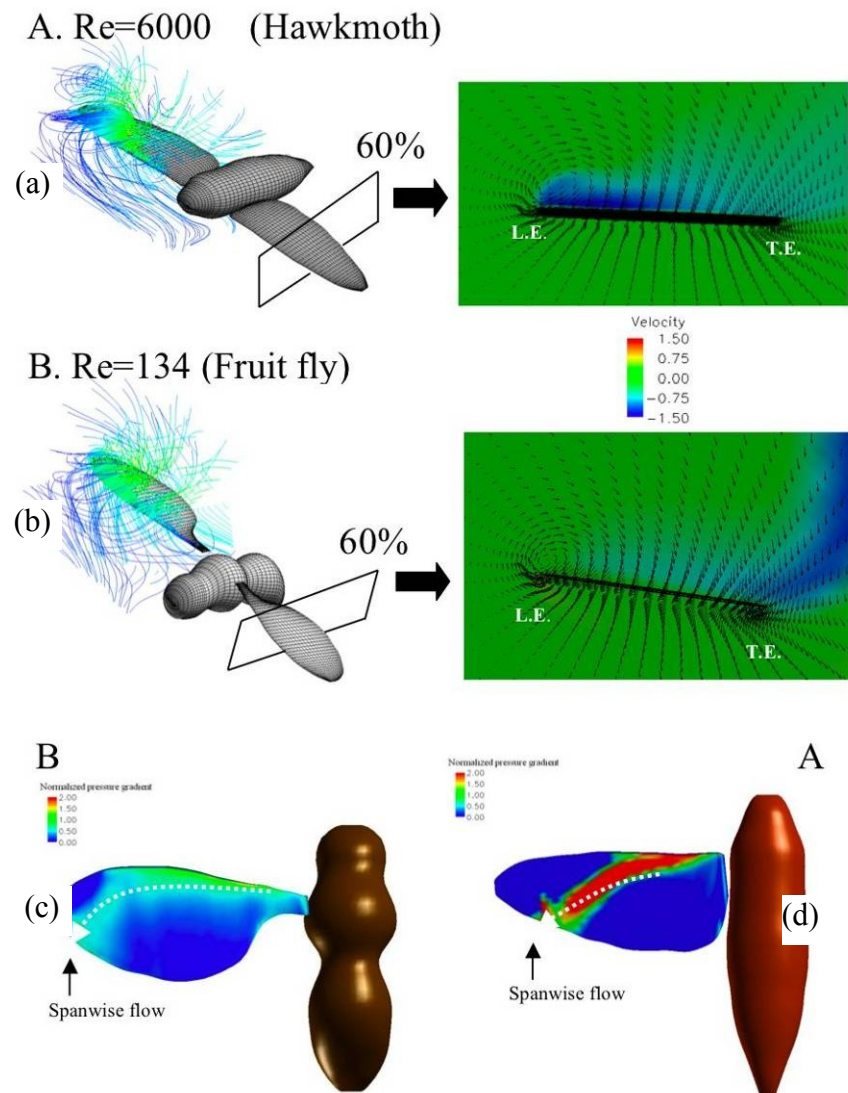 A. Re=6000 (Hawkmoth)
60%
(a)
L.E.
T.E.
Velocity
1.50
0.75
0.00
-0.75
-1.50
B. Re=134 (Fruit fly)
60%
(b)
L.E.
T.E.
B
Normalized pressure gradient
2.00
1.50
1.00
0.50
0.00
(c)
Spanwise flow
A
Normalized pressure gradient
2.00
1.50
1.00
0.50
0.00
(d)
Spanwise flow